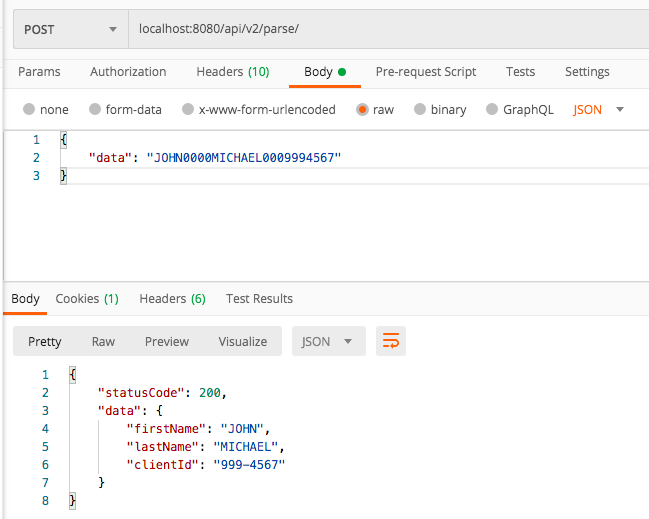 POST localhost:8080/api/v2/parse/
Params Authorization Headers (10) Body Pre-request Script Tests Settings
none form-data x-www-form-urlencoded raw binary GraphQL JSON
1 {
2 "data": "JOHN0000MICHAEL0009994567"
3 }
Body Cookies (1) Headers (6) Test Results
Pretty Raw Preview Visualize JSON
1 {
2 "statusCode": 200,
3 "data": {
4 "firstName": "JOHN",
5 "lastName": "MICHAEL",
6 "clientId": "999-4567"
7 }
8 }